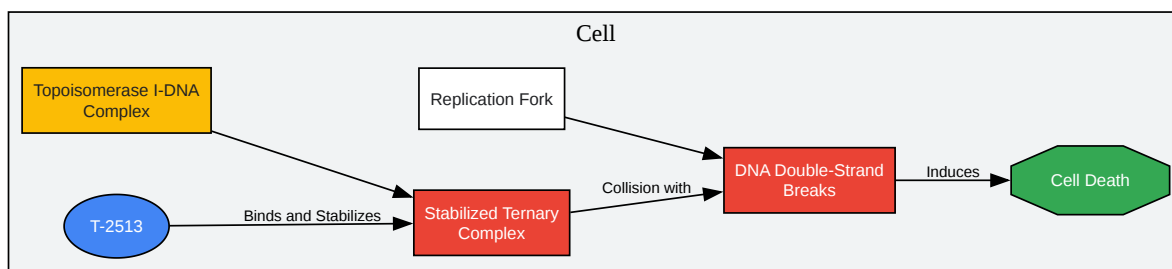 Cell
Topoisomerase I-DNA
Complex
Replication Fork
T-2513
Binds and Stabilizes
Stabilized Ternary
Complex
Collision with
DNA Double-Strand
Breaks
Induces
Cell Death